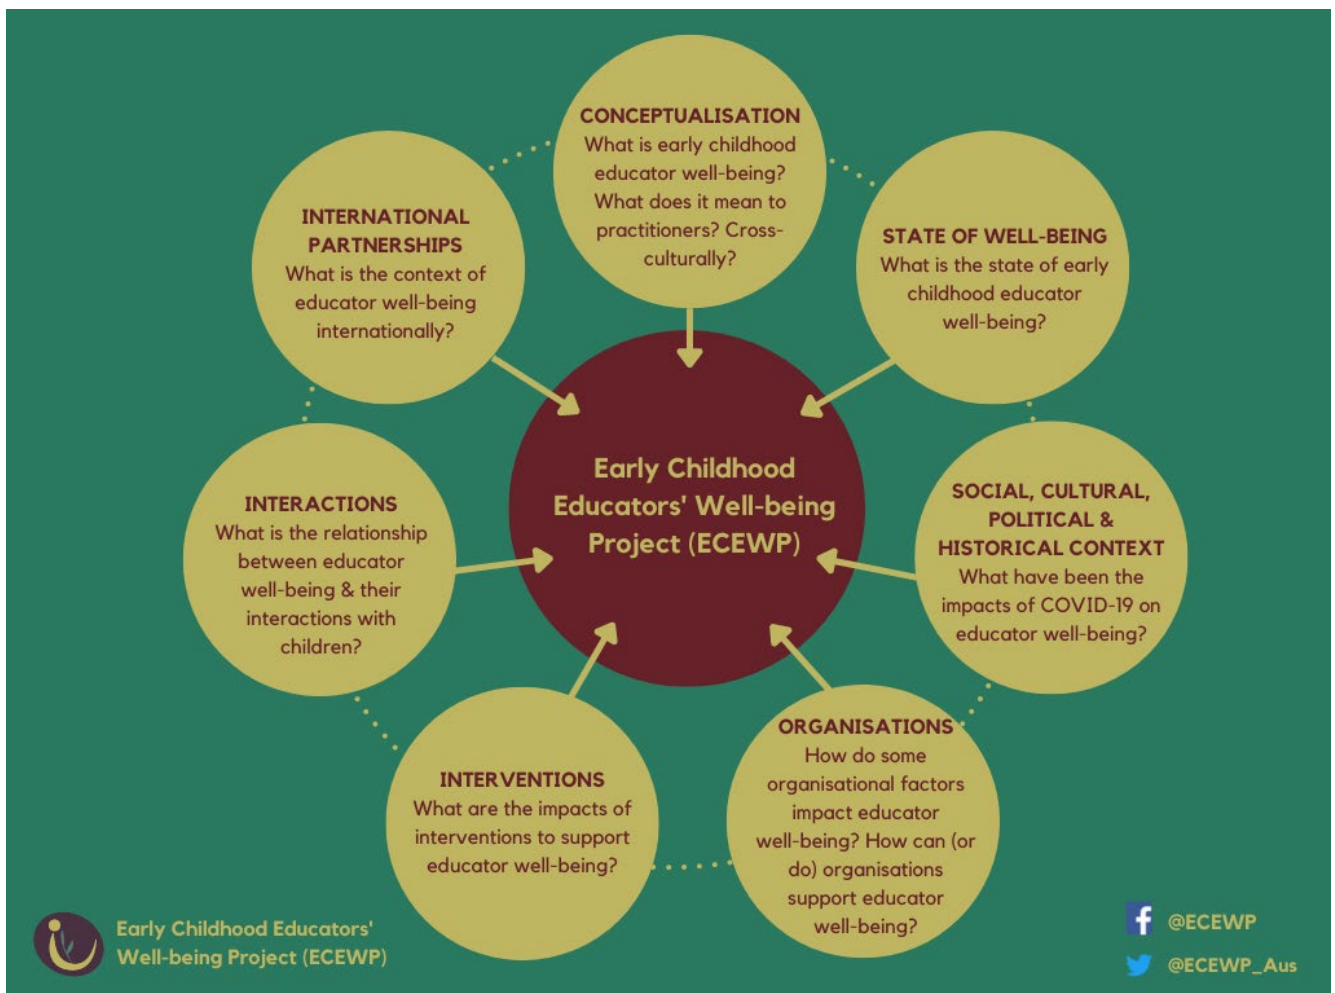 CONCEPTUALISATION
What is early childhood
educator well-being?
What does it mean to
practitioners? Cross-
culturally?
STATE OF WELL-BEING
What is the state of early
childhood educator
well-being?
SOCIAL, CULTURAL,
POLITICAL &
HISTORICAL CONTEXT
What have been the
impacts of COVID-19 on
educator well-being?
ORGANISATIONS
How do some
organisational factors
impact educator
well-being? How can (or
do) organisations
support educator
well-being?
INTERVENTIONS
What are the impacts of
interventions to support
educator well-being?
INTERACTIONS
What is the relationship
between educator
well-being & their
interactions with
children?
INTERNATIONAL
PARTNERSHIPS
What is the context of
educator well-being
internationally?
Early Childhood
Educators' Well-being
Project (ECEWP)
Early Childhood Educators'
Well-being Project (ECEWP)
@ECEWP
@ECEWP_Aus